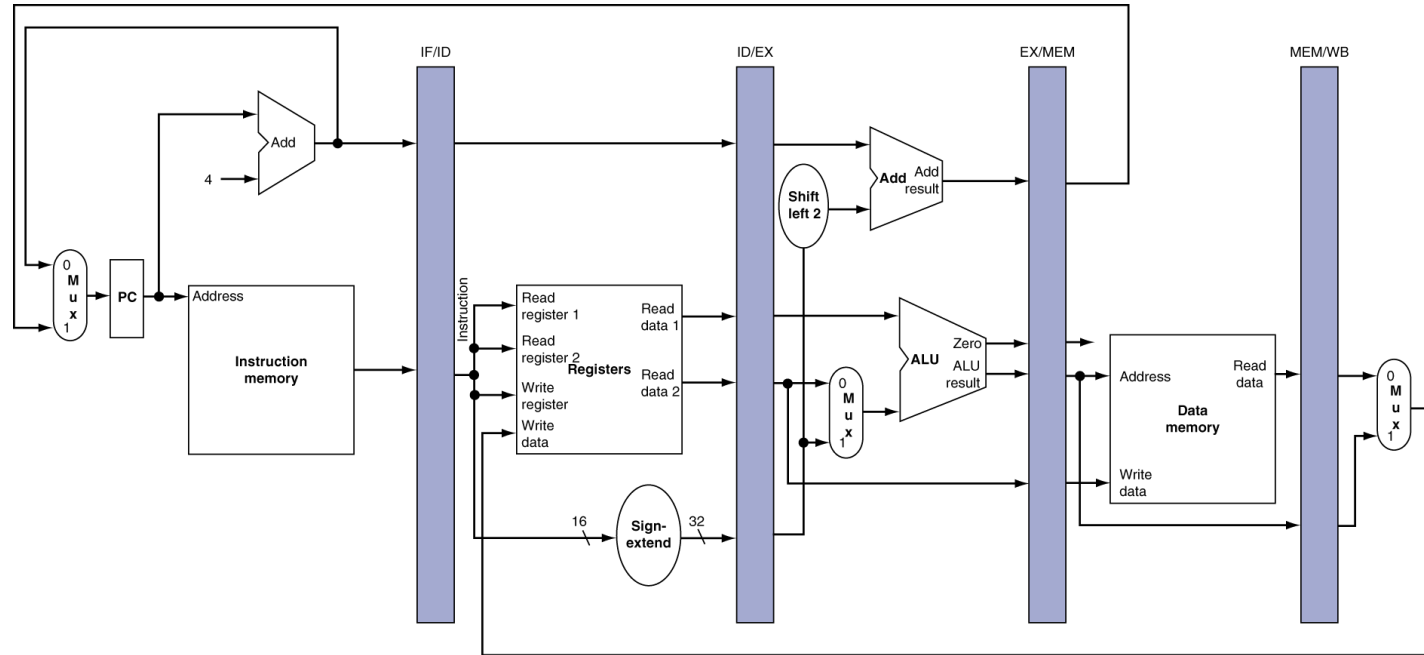 IF/ID
ID/EX
EX/MEM
MEM/WB
Add
4
Shift
left 2
Add
Add
result
0
M
u
x
1
PC
Address
Instruction
memory
Instruction
Read
register 1
Read
register 2
Registers
Write
register
Write
data
Read
data 1
Read
data 2
16
Sign-
extend
32
0
M
u
x
1
Zero
ALU
ALU
result
Address
Read
data
Data
memory
Write
data
0
M
u
x
1